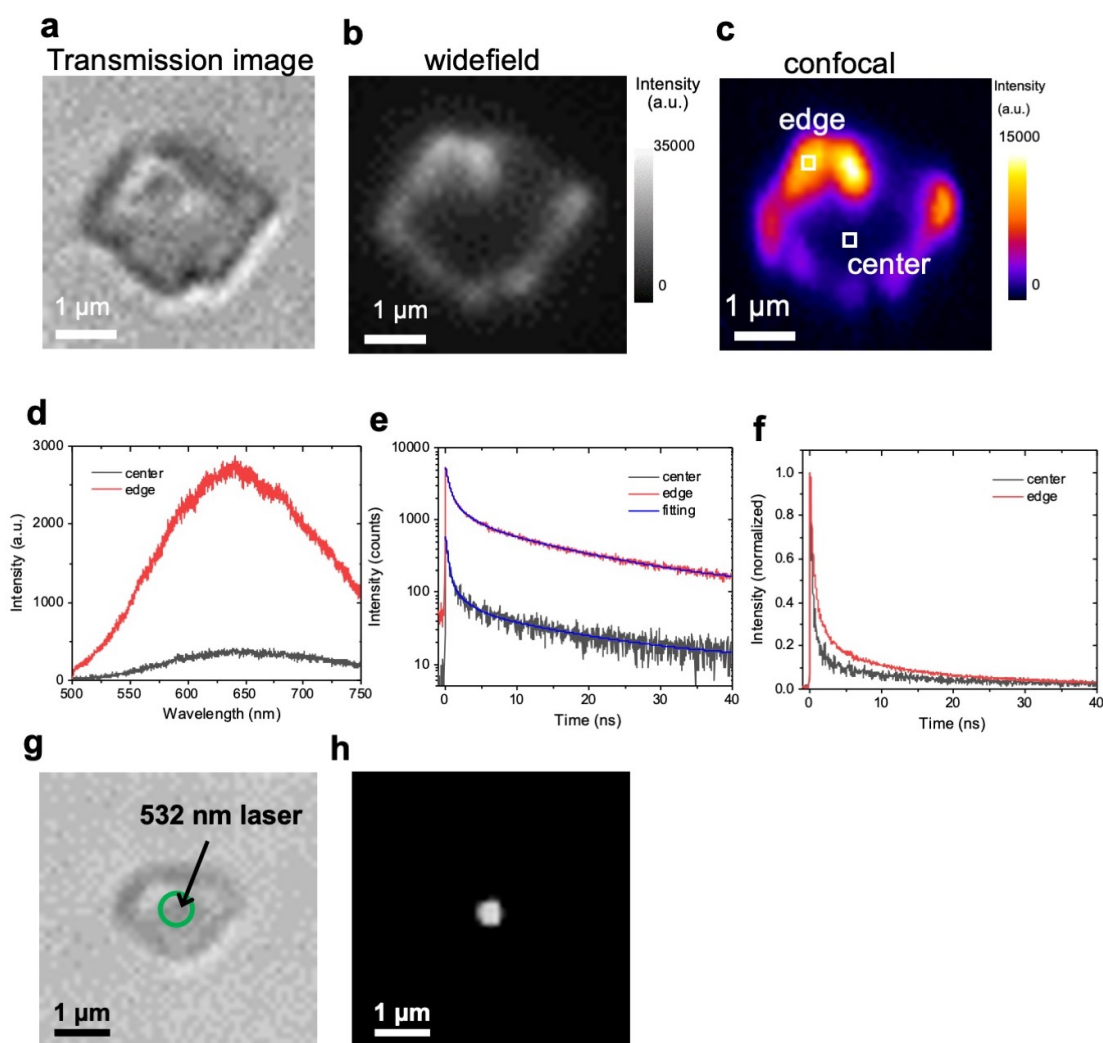 a
Transmission image
1 µm
b
widefield
Intensity
(a.u.)
35000
0
1 µm
c
confocal
Intensity
(a.u.)
15000
0
edge
center
1 µm
d
3000
2000
1000
0
Intensity (a.u.)
center
edge
500 550 600 650 700 750
Wavelength (nm)
e
10000
1000
100
10
Intensity (counts)
center
edge
fitting
0 10 20 30 40
Time (ns)
f
1.0
0.8
0.6
0.4
0.2
0.0
Intensity (normalized)
center
edge
0 10 20 30 40
Time (ns)
g
532 nm laser
1 µm
h
1 µm